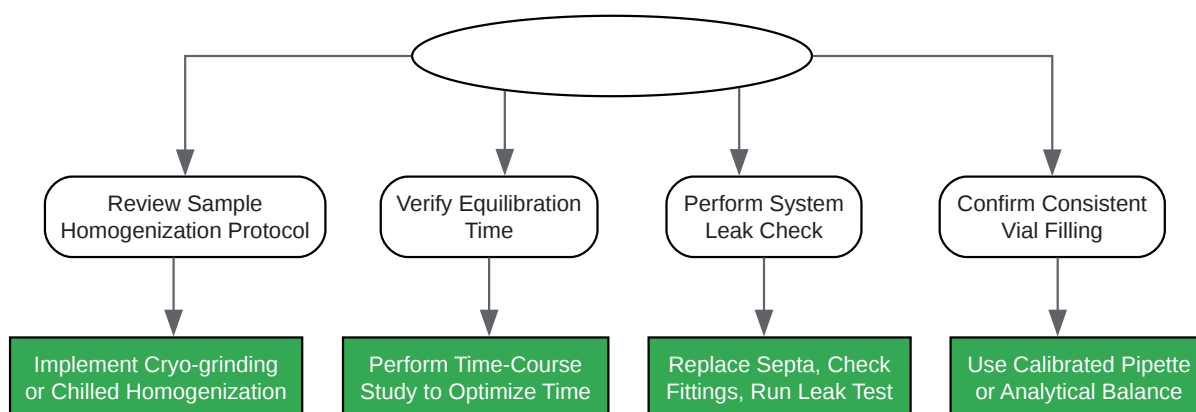 Review Sample
Homogenization Protocol
Verify Equilibration
Time
Perform System
Leak Check
Confirm Consistent
Vial Filling
Implement Cryo-grinding
or Chilled Homogenization
Perform Time-Course
Study to Optimize Time
Replace Septa, Check
Fittings, Run Leak Test
Use Calibrated Pipette
or Analytical Balance